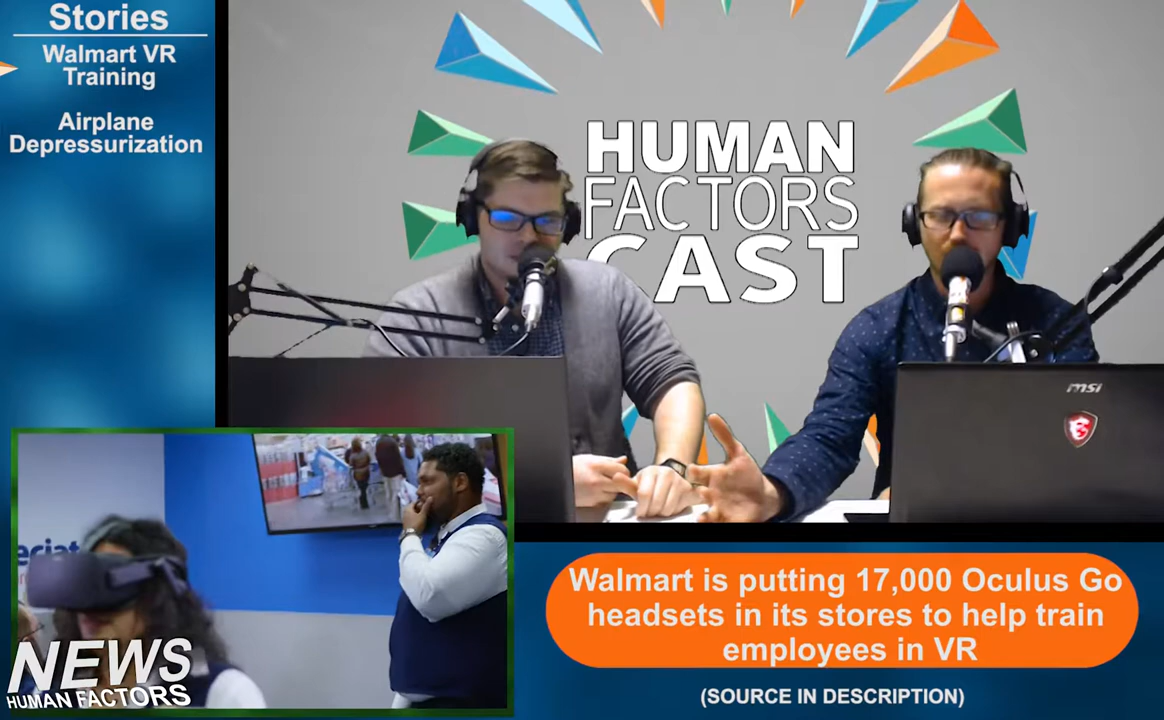 Stories
Walmart VR
Training
Airplane
Depressurization
HUMAN
FACTORS
CAST
msi
NEWS
HUMAN FACTORS
Walmart is putting 17,000 Oculus Go
headsets in its stores to help train
employees in VR
(SOURCE IN DESCRIPTION)